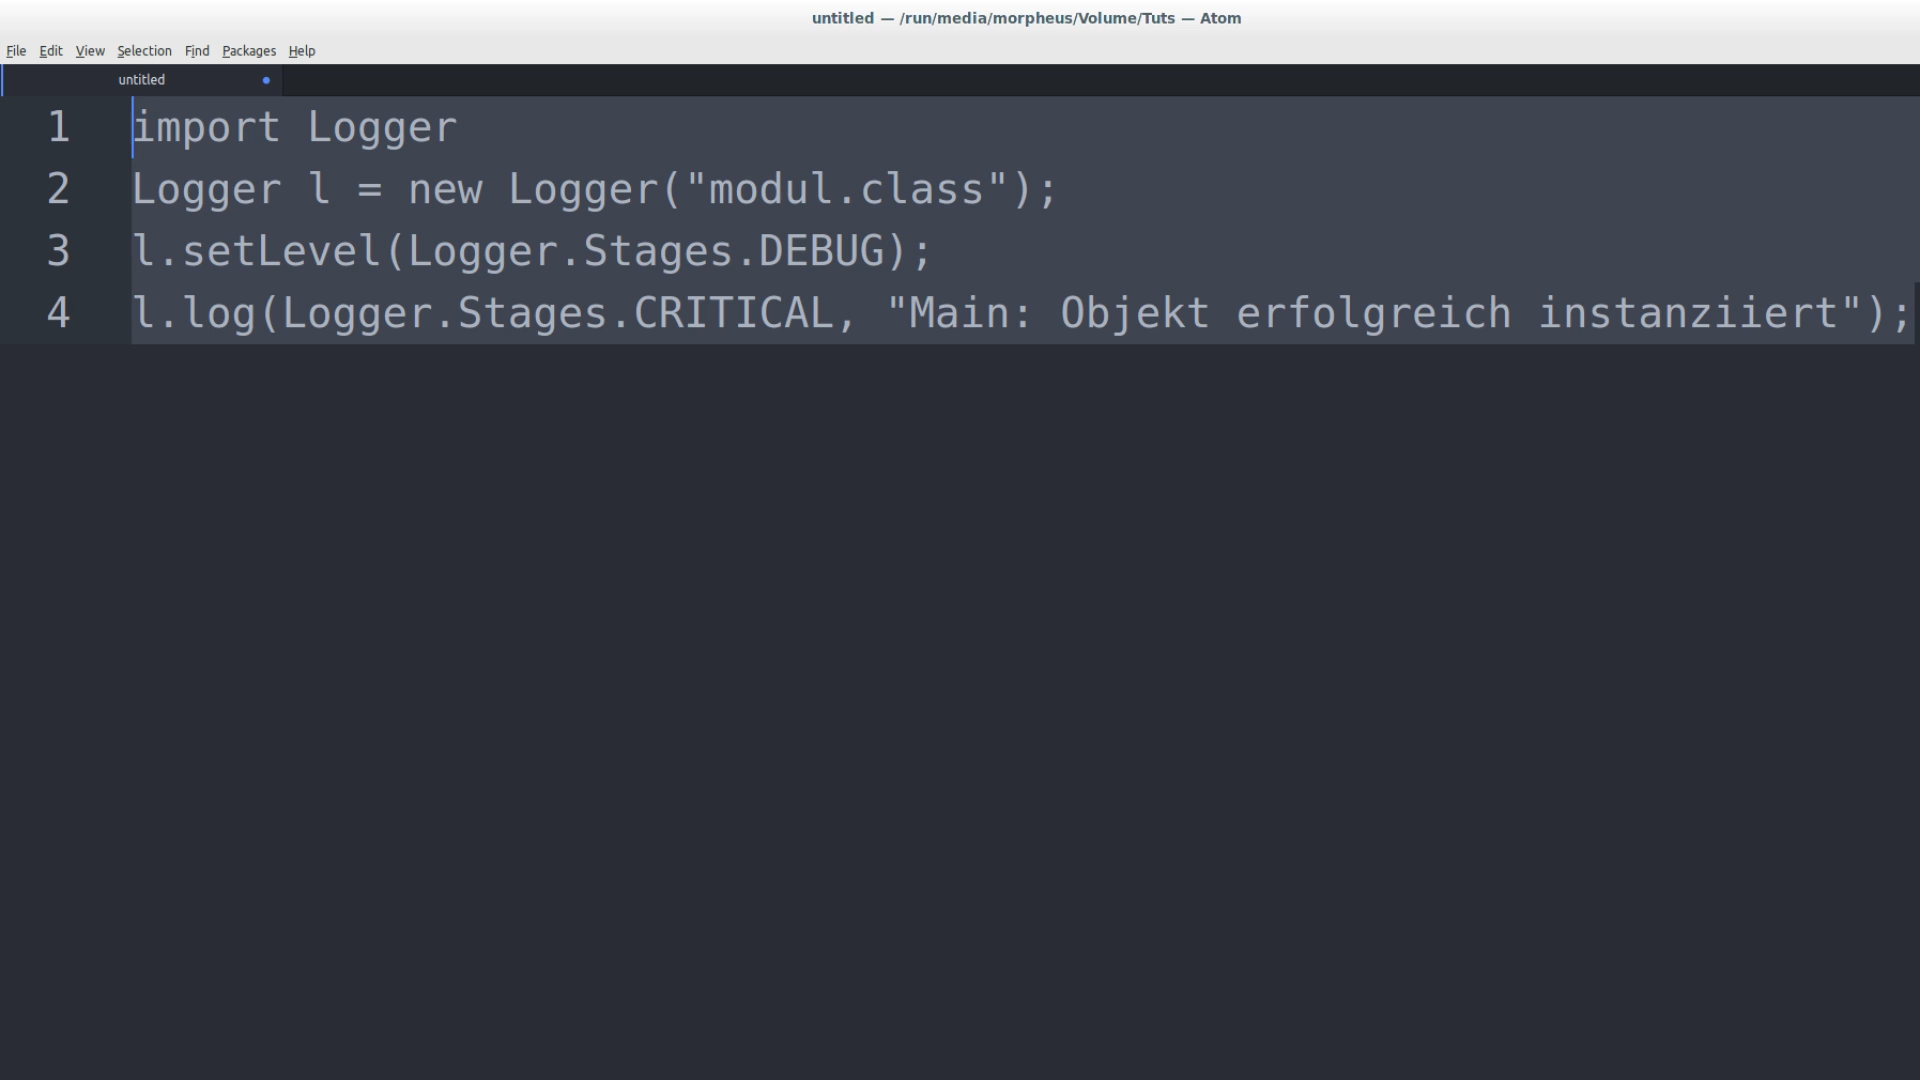 untitled — /run/media/morpheus/Volume/Tuts — Atom
File Edit View Selection Find Packages Help
untitled
1 import Logger
2 Logger l = new Logger("modul.class");
3 l.setLevel(Logger.Stages.DEBUG);
4 l.log(Logger.Stages.CRITICAL, "Main: Objekt erfolgreich instanziiert");